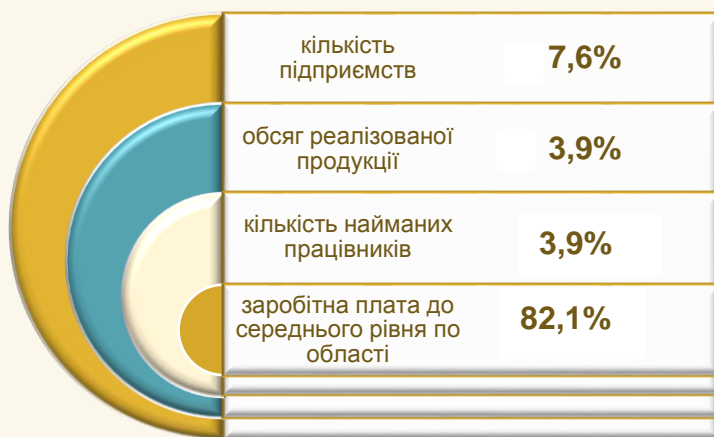 кількість
підприємств
7,6%
обсяг реалізованої
продукції
3,9%
кількість найманих
працівників
3,9%
заробітна плата до
середнього рівня по
області
82,1%